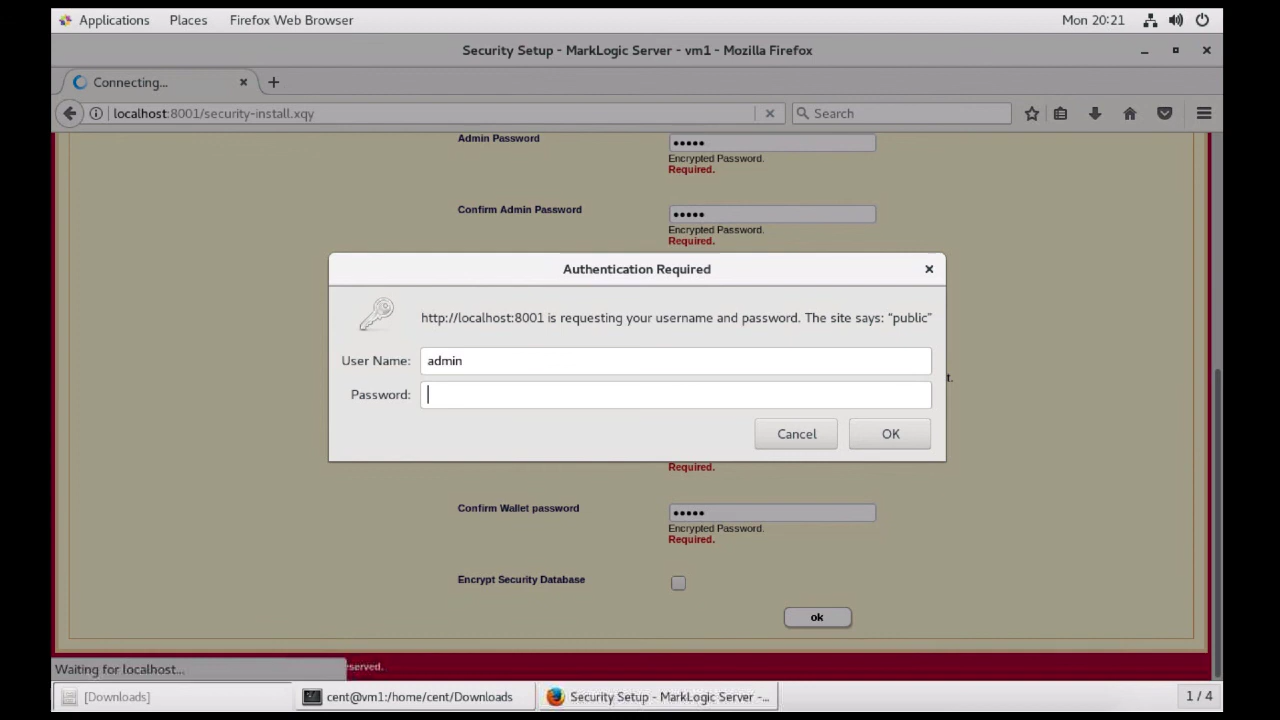 Applications Places Firefox Web Browser Mon 20:21
Security Setup - MarkLogic Server - vm1 - Mozilla Firefox
Connecting...
localhost:8001/security-install.xqy Search
Admin Password
Encrypted Password.
Required.
Confirm Admin Password
Encrypted Password.
Required.
Authentication Required
http://localhost:8001 is requesting your username and password. The site says: “public”
User Name: admin
t.
Password:
Cancel OK
Required.
Confirm Wallet password
Encrypted Password.
Required.
Encrypt Security Database
ok
Waiting for localhost... served.
[Downloads] cent@vm1:/home/cent/Downloads Security Setup - MarkLogic Server -... 1 / 4